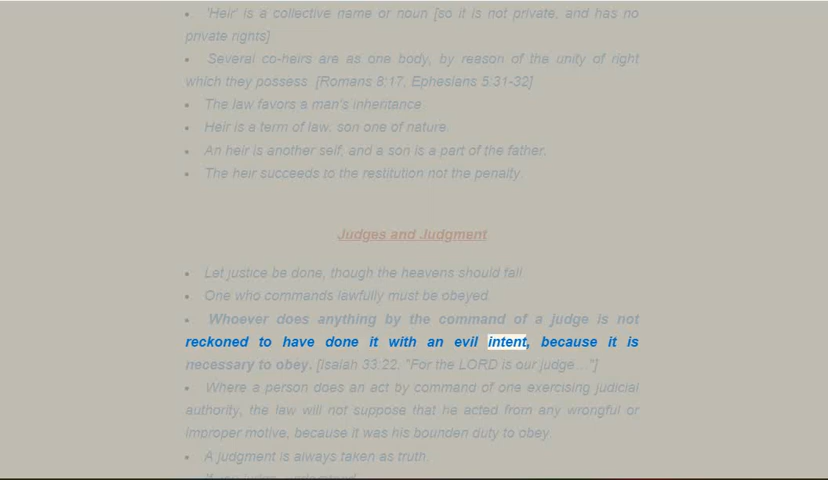 • 'Heir' is a collective name or noun [so it is not private, and has no
private rights]
• Several co-heirs are as one body, by reason of the unity of right
which they possess. [Romans 8:17, Ephesians 5:31-32]
• The law favors a man's inheritance.
• Heir is a term of law, son one of nature.
• An heir is another self, and a son is a part of the father.
• The heir succeeds to the restitution not the penalty.
Judges and Judgment
• Let justice be done, though the heavens should fall.
• One who commands lawfully must be obeyed.
• Whoever does anything by the command of a judge is not
reckoned to have done it with an evil intent, because it is
necessary to obey. [Isaiah 33:22, "For the LORD is our judge..."]
• Where a person does an act by command of one exercising judicial
authority, the law will not suppose that he acted from any wrongful or
improper motive, because it was his bounden duty to obey.
• A judgment is always taken as truth.